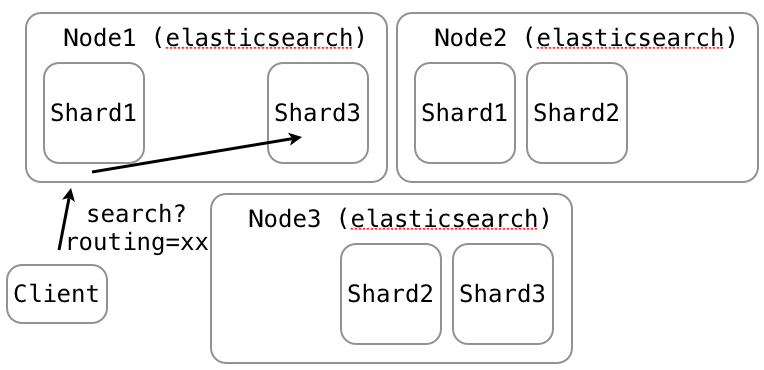 Node1 (elasticsearch)
Shard1
Shard3
Node2 (elasticsearch)
Shard1
Shard2
search?
routing=xx
Client
Node3 (elasticsearch)
Shard2
Shard3